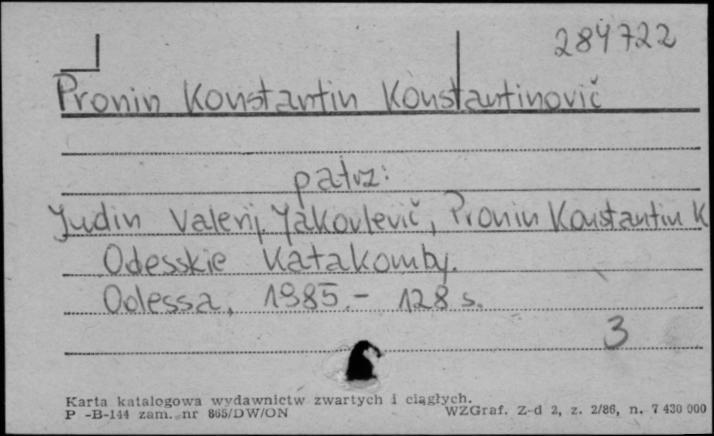 284722
Pronin Konstantin Konstantinovič
patrz:
Judin Valerij Jakovlevič, Pronin Konstantin K
Odesskie Katakomby.
Odessa, 1985.- 128 s.
3
Karta katalogowa wydawnictw zwartych i ciągłych.
P -B-144 zam. nr 865/DW/ON WZGraf. Z-d 2, z. 2/86, n. 7 430 000